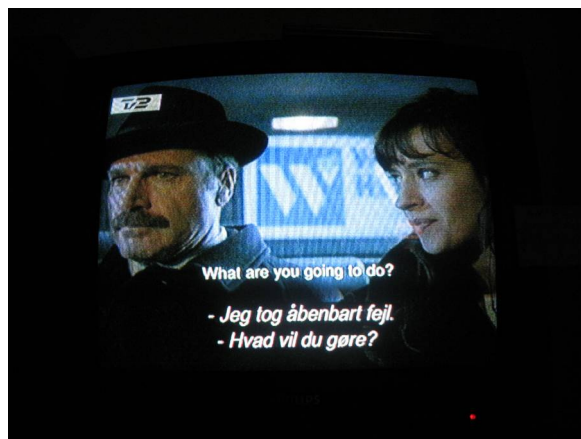 TV2
What are you going to do?
- Jeg tog åbenbart fejl.
- Hvad vil du gøre?